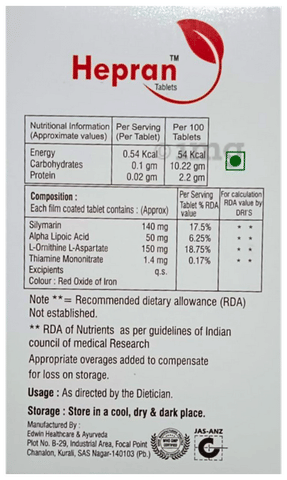 Hepran™
Tablets
Nutritional Information (Approximate values) Per Serving (Per Tablet) Per 100 Tablets
Energy 0.54 Kcal 54 Kcal
Carbohydrates 0.1 gm 10.22 gm
Protein 0.02 gm 2.2 gm
Composition : Each film coated tablet contains : (Approx) Per Serving Tablet % RDA value For calculation RDA value by DRI'S
Silymarin 140 mg 17.5% * *
Alpha Lipoic Acid 50 mg 6.25% * *
L-Ornithine L-Aspartate 150 mg 18.75% * *
Thiamine Mononitrate 1.4 mg 0.17% * *
Excipients q.s.
Colour : Red Oxide of Iron
Note **= Recommended dietary allowance (RDA)
Not established.
** RDA of Nutrients as per guidelines of Indian
council of medical Research
Appropriate overages added to compensate
for loss on storage.
Usage : As directed by the Dietician.
Storage : Store in a cool, dry & dark place.
Manufactured By :
Edwin Healthcare & Ayurveda
Plot No. B-29, Industrial Area, Focal Point
Chanalon, Kurali, SAS Nagar-140103 (Pb.)
JAS-ANZ